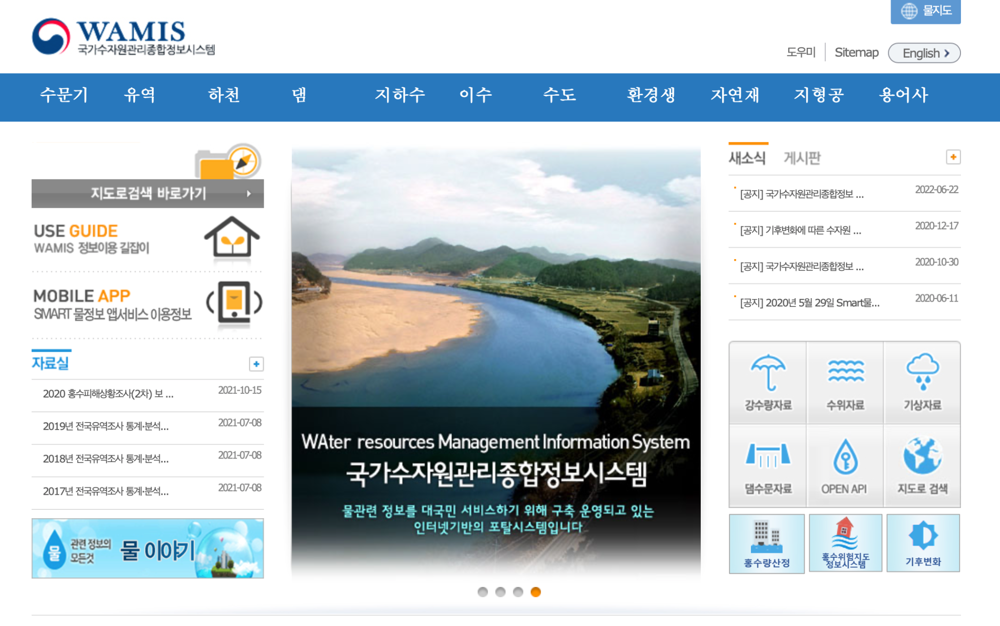 물지도
WAMIS
국가수자원관리종합정보시스템
도우미
Sitemap
English
수문기 유역 하천 댐 지하수 이수 수도 환경생 자연재 지형공 용어사
지도로검색 바로가기
USE GUIDE
WAMIS 정보이용 길잡이
MOBILE APP
SMART 물정보 앱서비스 이용정보
자료실
2020 홍수피해상황조사(2차) 보 ... 2021-10-15
2019년 전국유역조사 통계·분석... 2021-07-08
2018년 전국유역조사 통계·분석... 2021-07-08
2017년 전국유역조사 통계·분석... 2021-07-08
물
관련 정보의
모든것
물 이야기
WAter resources Management Information System
국가수자원관리종합정보시스템
물관련 정보를 대국민 서비스하기 위해 구축 운영되고 있는
인터넷기반의 포탈시스템입니다
새소식 게시판
[공지] 국가수자원관리종합정보 ... 2022-06-22
[공지] 기후변화에 따른 수자원 ... 2020-12-17
[공지] 국가수자원관리종합정보 ... 2020-10-30
[공지] 2020년 5월 29일 Smart물... 2020-06-11
강수량자료 수위자료 기상자료
댐수문자료 OPEN API 지도로 검색
홍수량산정
홍수위험지도
정보시스템
기후변화